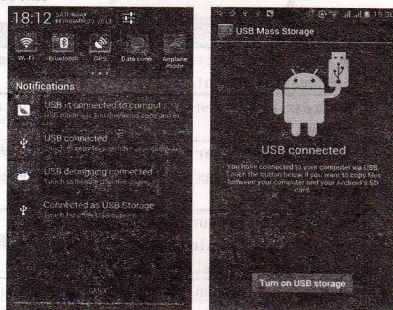 18:12
Wi-Fi
Bluetooth
GPS
Data conn
Airplane
mode
Notifications
USB is connected to comput
USB connected
USB debugging connected
Connected as USB Storage
19:30
USB Mass Storage
USB connected
You have connected to your computer via USB.
Touch the button below if you want to copy files
between your computer and your Android's SD
card.
Turn on USB storage